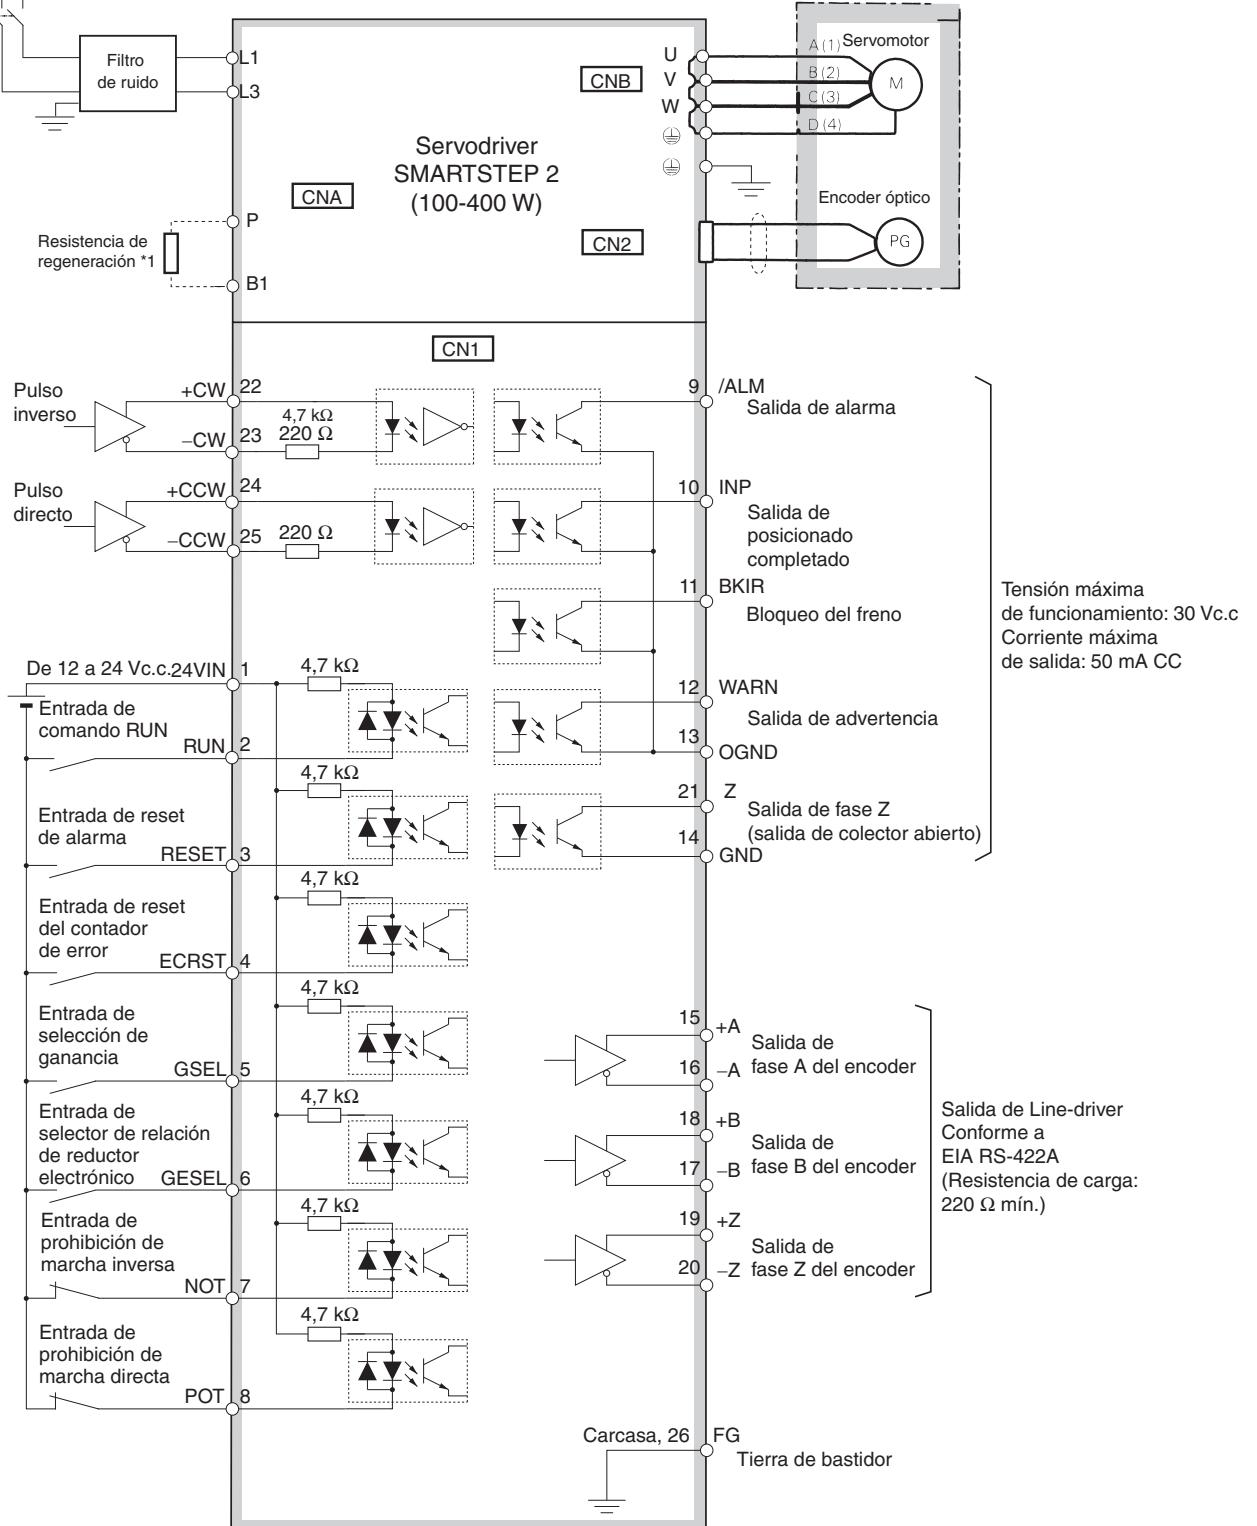 Filtro
de ruido
L1
L3
CNB
U
V
W
A (1)
B (2)
C (3)
D (4)
Servomotor
M
Servodriver
SMARTSTEP 2
(100-400 W)
CNA
P
Resistencia de
regeneración *1
B1
CN2
Encoder óptico
PG
CN1
Pulso
inverso
+CW
22
4,7 kΩ
220 Ω
–CW
23
Pulso
directo
+CCW
24
–CCW
25
220 Ω
De 12 a 24 Vc.c.
24VIN
1
4,7 kΩ
Entrada de
comando RUN
RUN
2
4,7 kΩ
Entrada de reset
de alarma
RESET
3
4,7 kΩ
Entrada de reset
del contador
de error
ECRST
4
4,7 kΩ
Entrada de
selección de
ganancia
GSEL
5
4,7 kΩ
Entrada de
selector de relación
de reductor
electrónico
GESEL
6
4,7 kΩ
Entrada de
prohibición de
marcha inversa
NOT
7
4,7 kΩ
Entrada de
prohibición de
marcha directa
POT
8
9
/ALM
Salida de alarma
10
INP
Salida de
posicionado
completado
11
BKIR
Bloqueo del freno
12
WARN
Salida de advertencia
13
OGND
21
Z
Salida de fase Z
(salida de colector abierto)
14
GND
Tensión máxima
de funcionamiento: 30 Vc.c
Corriente máxima
de salida: 50 mA CC
15
+A
Salida de
fase A del encoder
16
–A
18
+B
Salida de
fase B del encoder
17
–B
19
+Z
Salida de
fase Z del encoder
20
–Z
Salida de Line-driver
Conforme a
EIA RS-422A
(Resistencia de carga:
220 Ω mín.)
Carcasa, 26
FG
Tierra de bastidor